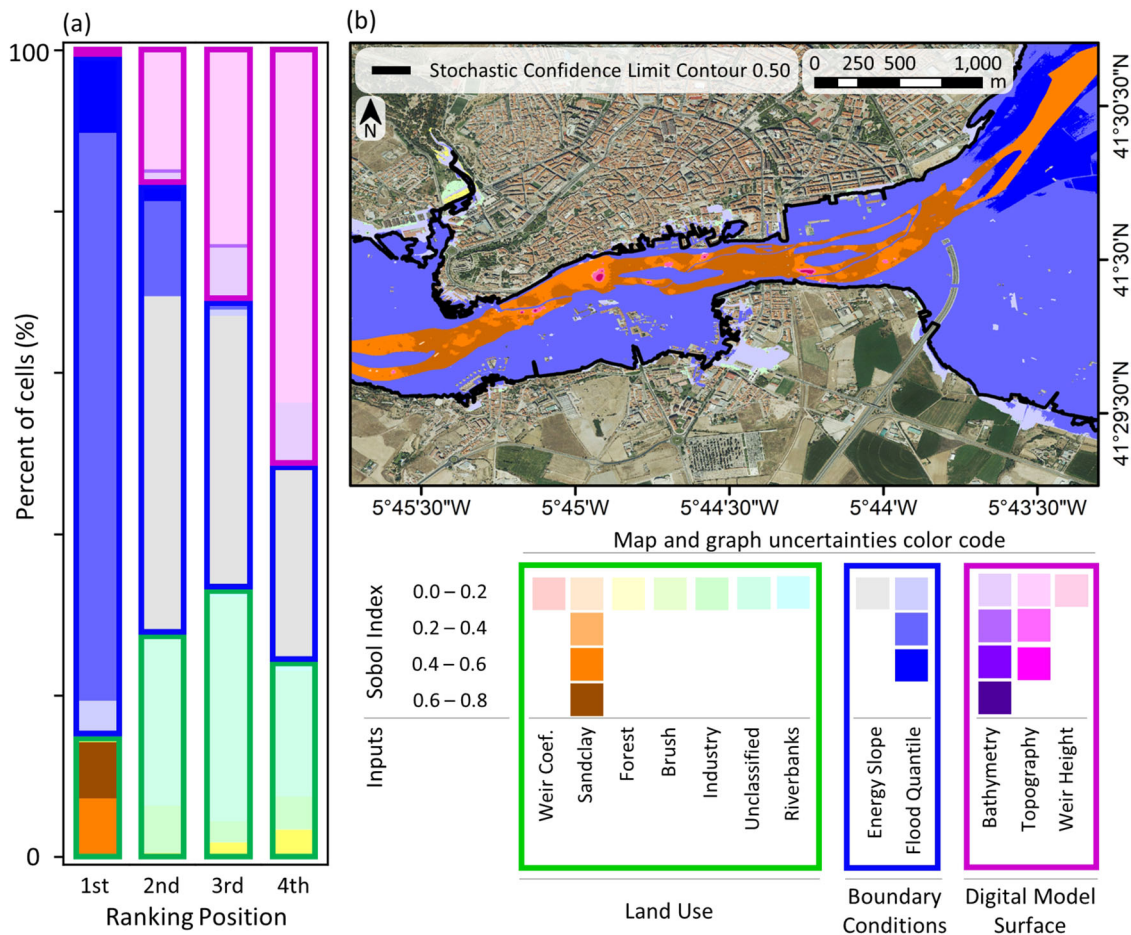 (a)
(b)
100
0
Percent of cells (%)
1st 2nd 3rd 4th
Ranking Position
Stochastic Confidence Limit Contour 0.50
0 250 500 1,000
m
N
41°30'30"N
41°30'N
41°29'30"N
5°45'30"W 5°45'W 5°44'30"W 5°44'W 5°43'30"W
Map and graph uncertainties color code
Sobol Index
0.0 – 0.2
0.2 – 0.4
0.4 – 0.6
0.6 – 0.8
Inputs
Weir Coef.
Sandclay
Forest
Brush
Industry
Unclassified
Riverbanks
Energy Slope
Flood Quantile
Bathymetry
Topography
Weir Height
Land Use
Boundary
Conditions
Digital Model
Surface